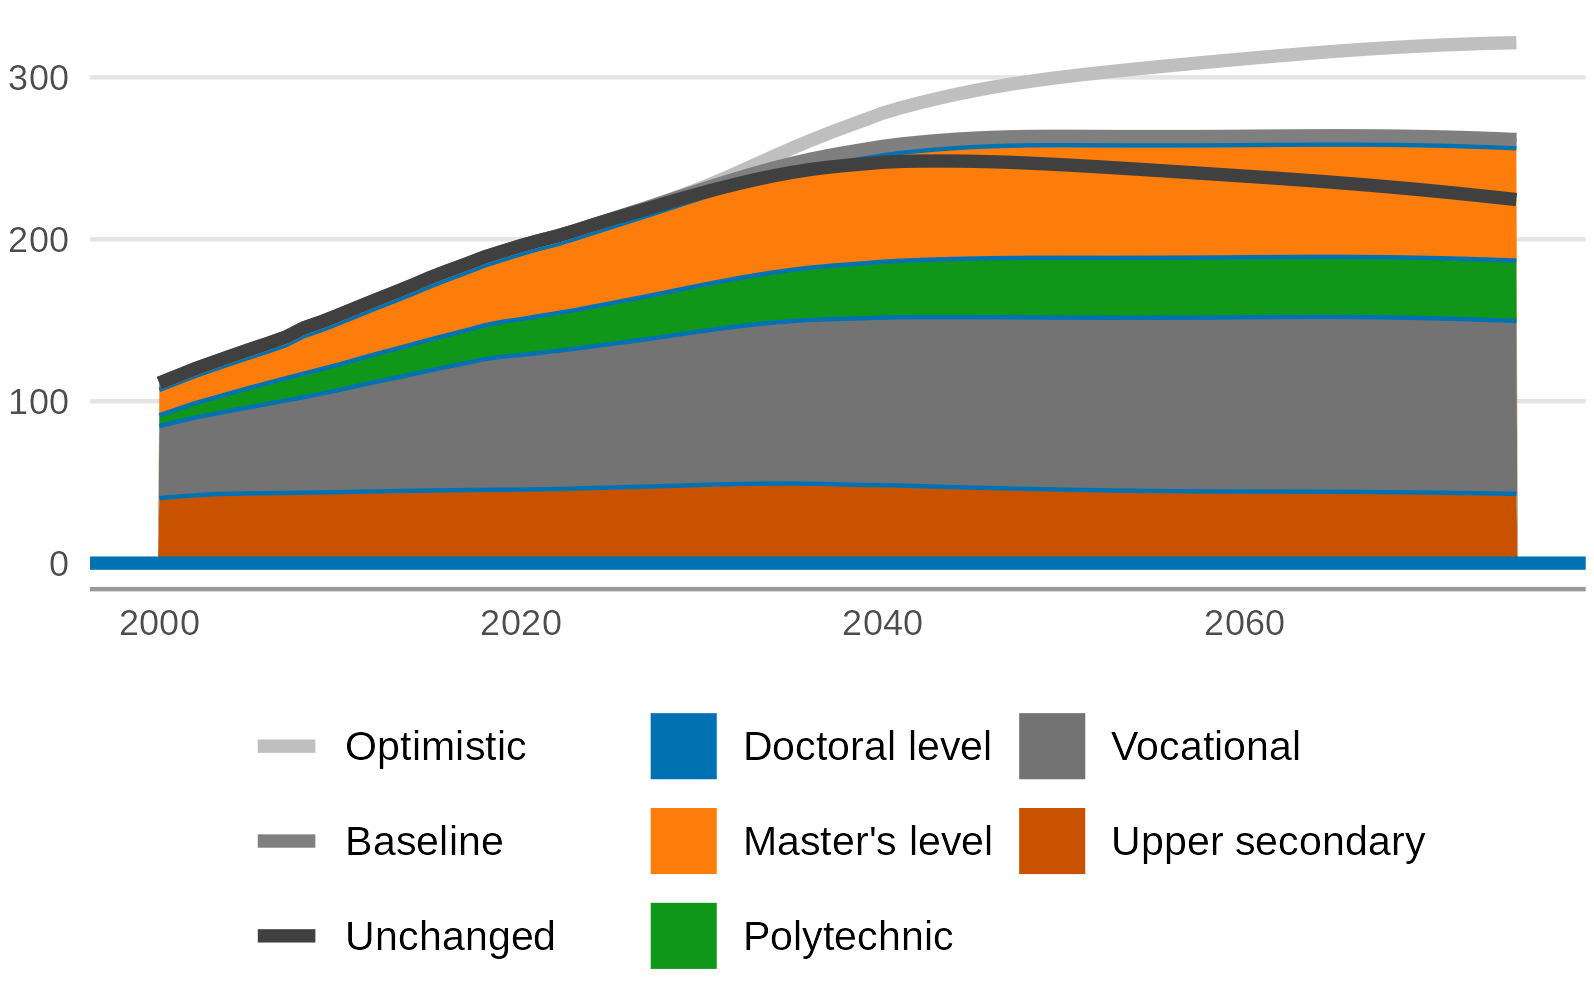 300
200
100
0
2000 2020 2040 2060
Optimistic Doctoral level Vocational
Baseline Master's level Upper secondary
Unchanged Polytechnic